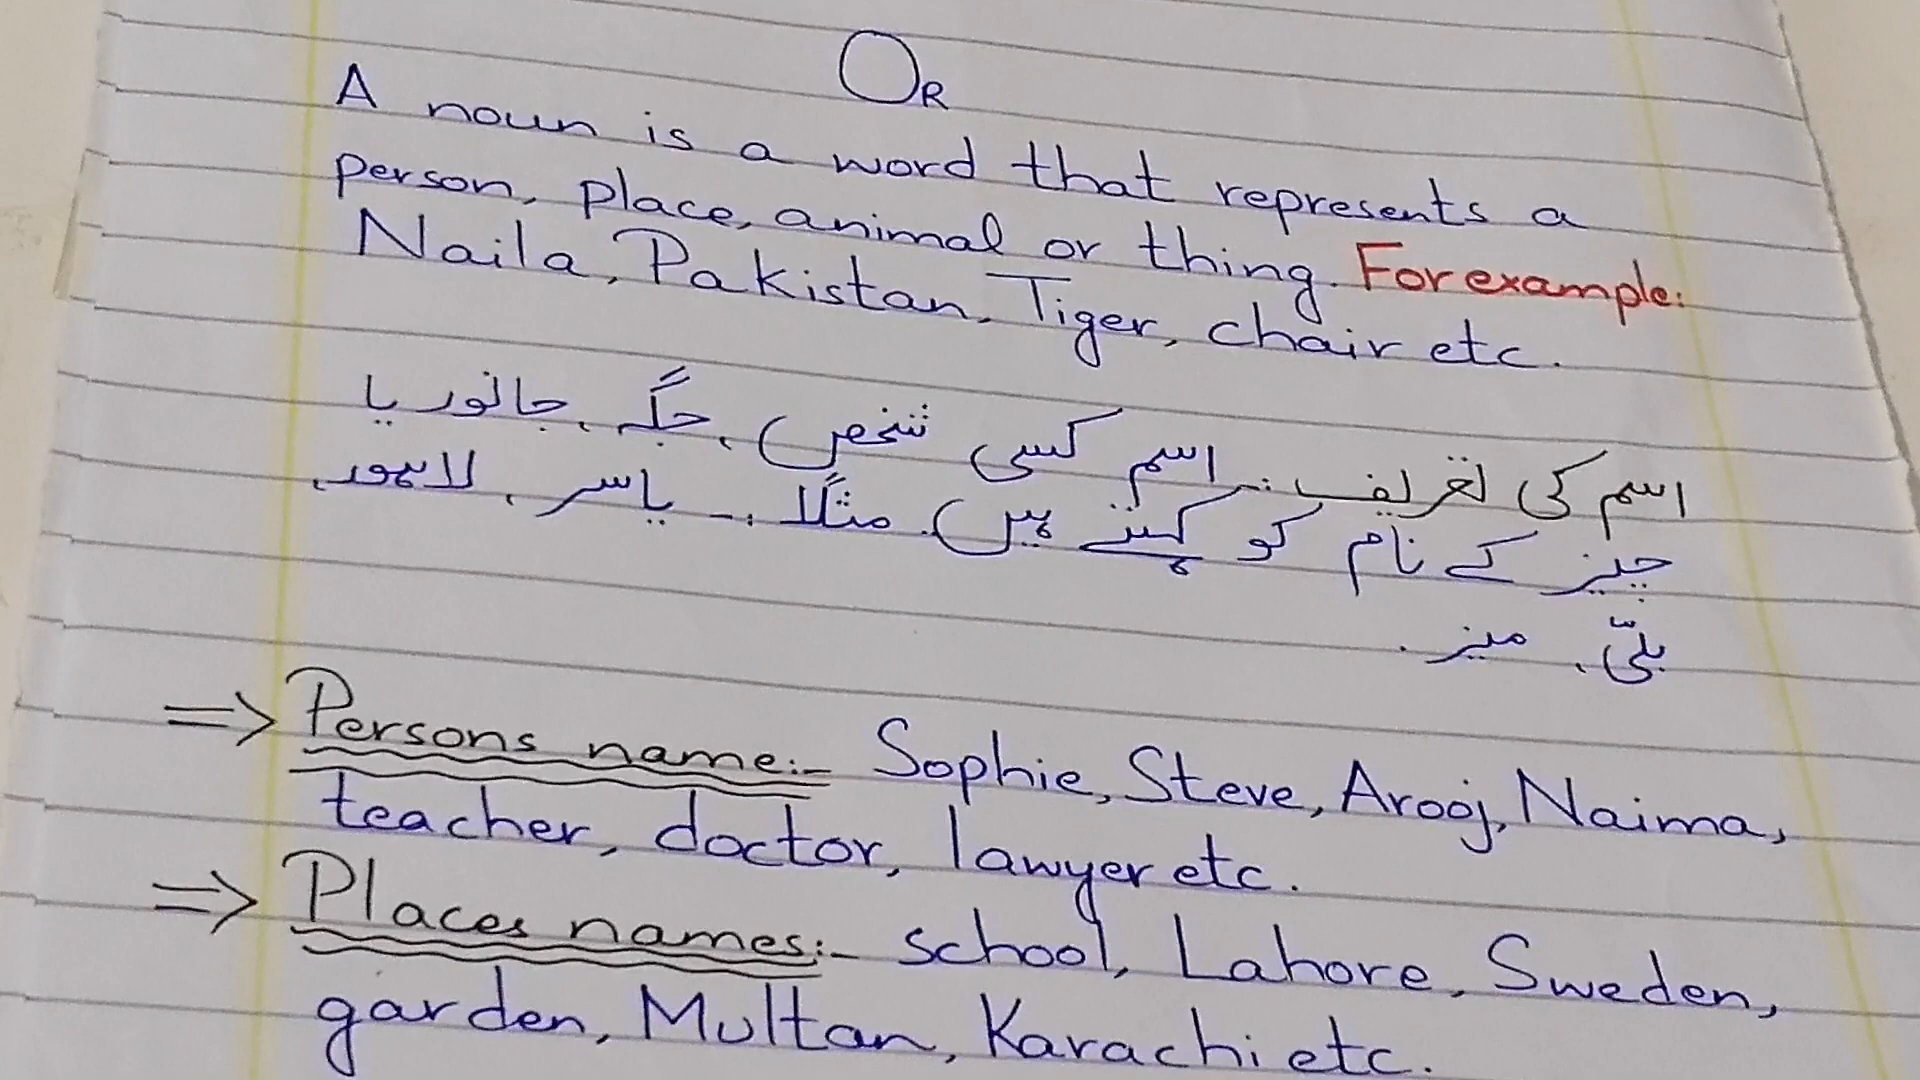 OR
A noun is a word that represents a
person, place, animal or thing. For example:
Naila, Pakistan, Tiger, chair etc.
اسم کی تعریف :۔ اسم کسی شخص، جگہ، جانور یا
چیز کے نام کو کہتے ہیں۔ مثلاً :۔ یاسر، لاہور،
بلّی، میز۔
=> Persons name:- Sophie, Steve, Arooj, Naima,
teacher, doctor, lawyer etc.
=> Places names:- school, Lahore, Sweden,
garden, Multan, Karachi etc.